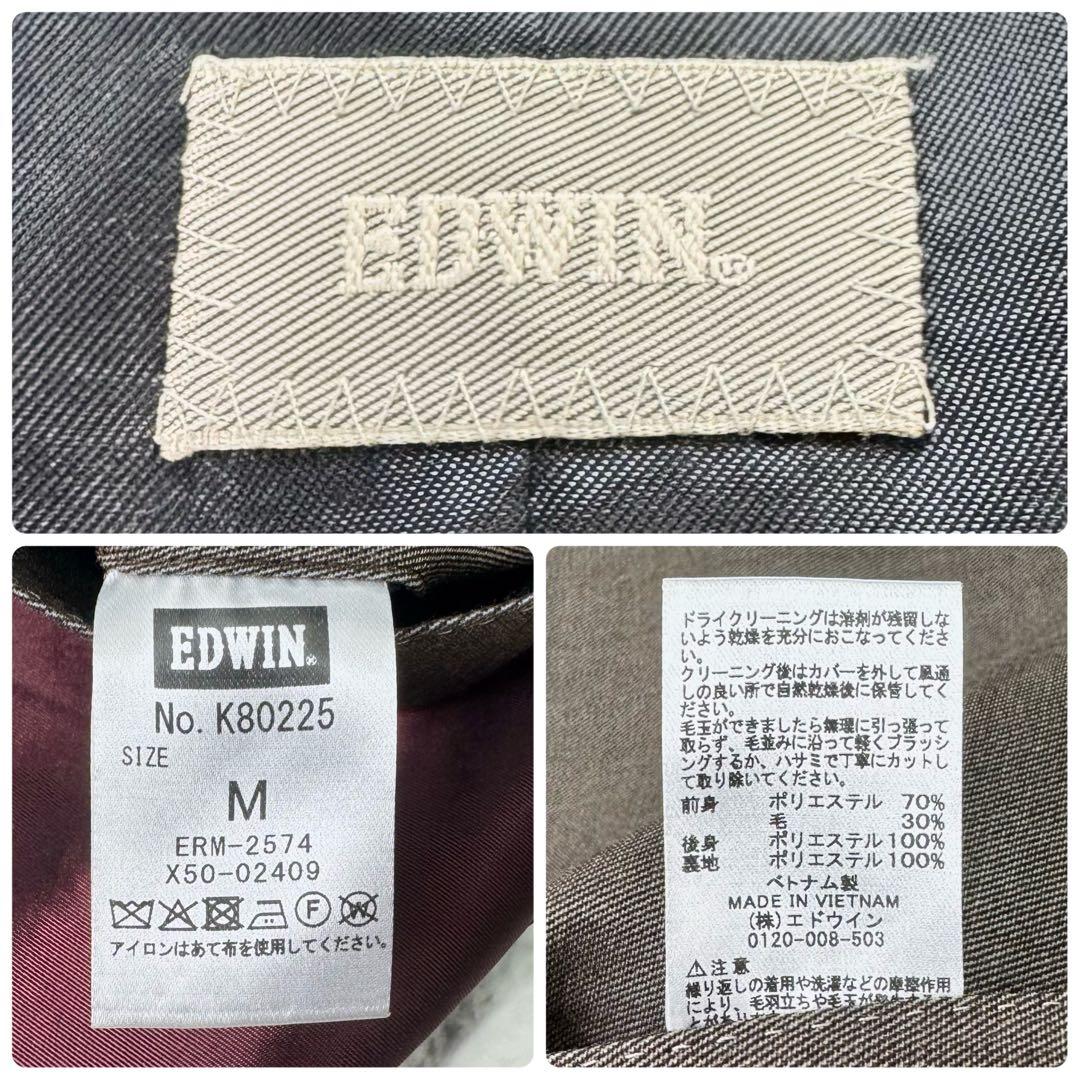 EDWIN®
EDWIN®
No. K80225
SIZE
M
ERM-2574
X50-02409
F
W
アイロンはあて布を使用してください。
ドライクリーニングは溶剤が残留しな
いよう乾燥を充分におこなってくださ
い。
クリーニング後はカバーを外して風通
しの良い所で自然乾燥後に保管してく
ださい。
毛玉ができましたら無理に引っ張って
取らず、毛並みに沿って軽くブラッシ
ングするか、ハサミで丁寧にカットし
て取り除いてください。
前身 ポリエステル 70%
毛 30%
後身 ポリエステル 100%
裏地 ポリエステル 100%
ベトナム製
MADE IN VIETNAM
(株)エドウイン
0120-008-503
⚠注意
繰り返しの着用や洗濯などの摩擦作用
により、毛羽立ちや毛玉が発生する